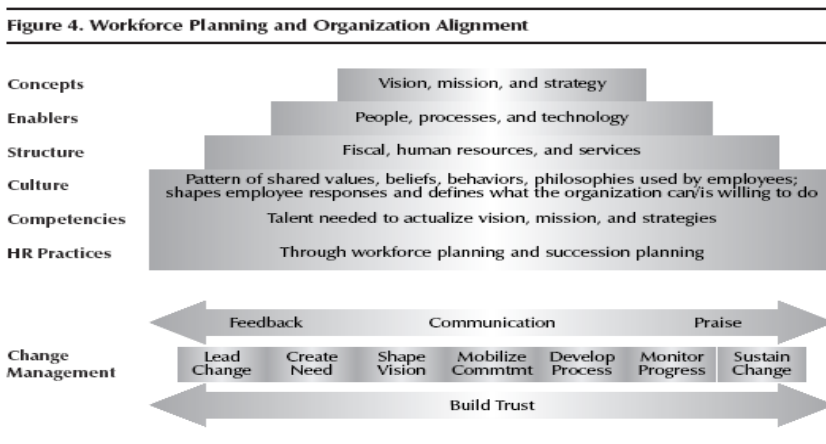 Figure 4. Workforce Planning and Organization Alignment
Concepts
Vision, mission, and strategy
Enablers
People, processes, and technology
Structure
Fiscal, human resources, and services
Culture
Pattern of shared values, beliefs, behaviors, philosophies used by employees;
shapes employee responses and defines what the organization can/is willing to do
Competencies
Talent needed to actualize vision, mission, and strategies
HR Practices
Through workforce planning and succession planning
Feedback
Communication
Praise
Change
Management
Lead
Change
Create
Need
Shape
Vision
Mobilize
Commtmt
Develop
Process
Monitor
Progress
Sustain
Change
Build Trust